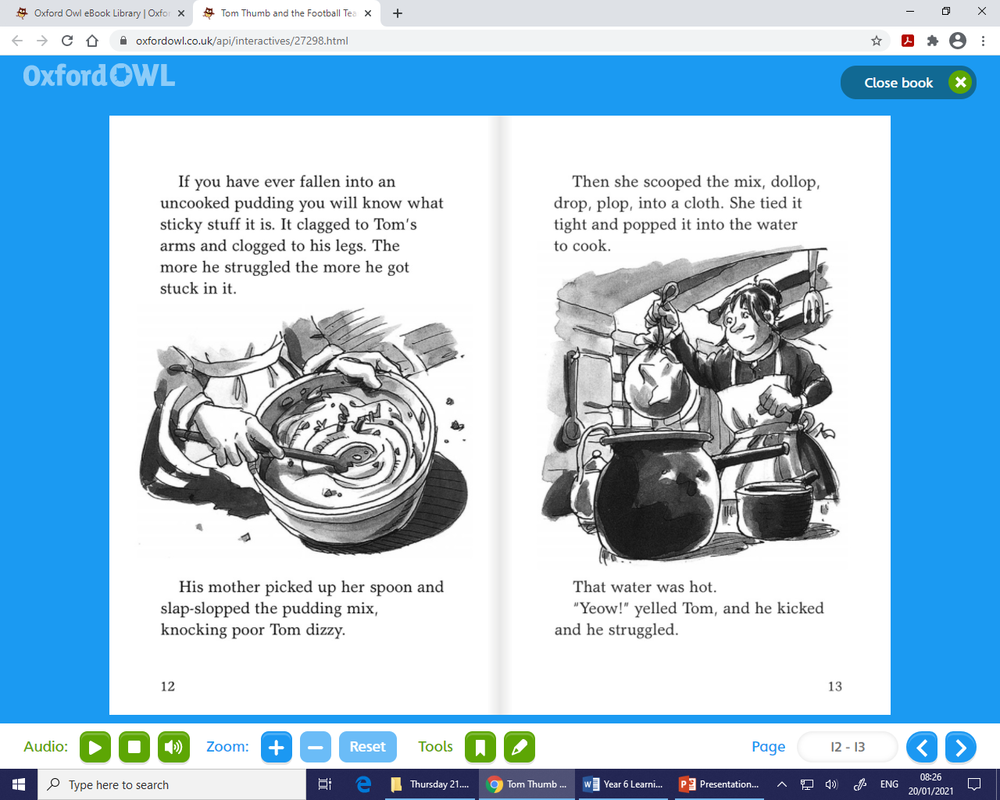 Oxford Owl eBook Library | Oxfo
Tom Thumb and the Football Tea
oxfordowl.co.uk/api/interactives/27298.html
Oxford OWL
Close book
If you have ever fallen into an
uncooked pudding you will know what
sticky stuff it is. It clagged to Tom's
arms and clogged to his legs. The
more he struggled the more he got
stuck in it.
His mother picked up her spoon and
slap-slopped the pudding mix,
knocking poor Tom dizzy.
12
Then she scooped the mix, dollop,
drop, plop, into a cloth. She tied it
tight and popped it into the water
to cook.
That water was hot.
"Yeow!" yelled Tom, and he kicked
and he struggled.
13
Audio:
Zoom:
Reset
Tools
Page
12 - 13
Type here to search
Thursday 21....
Tom Thumb ...
Year 6 Learni...
Presentation...
ENG
08:26
20/01/2021